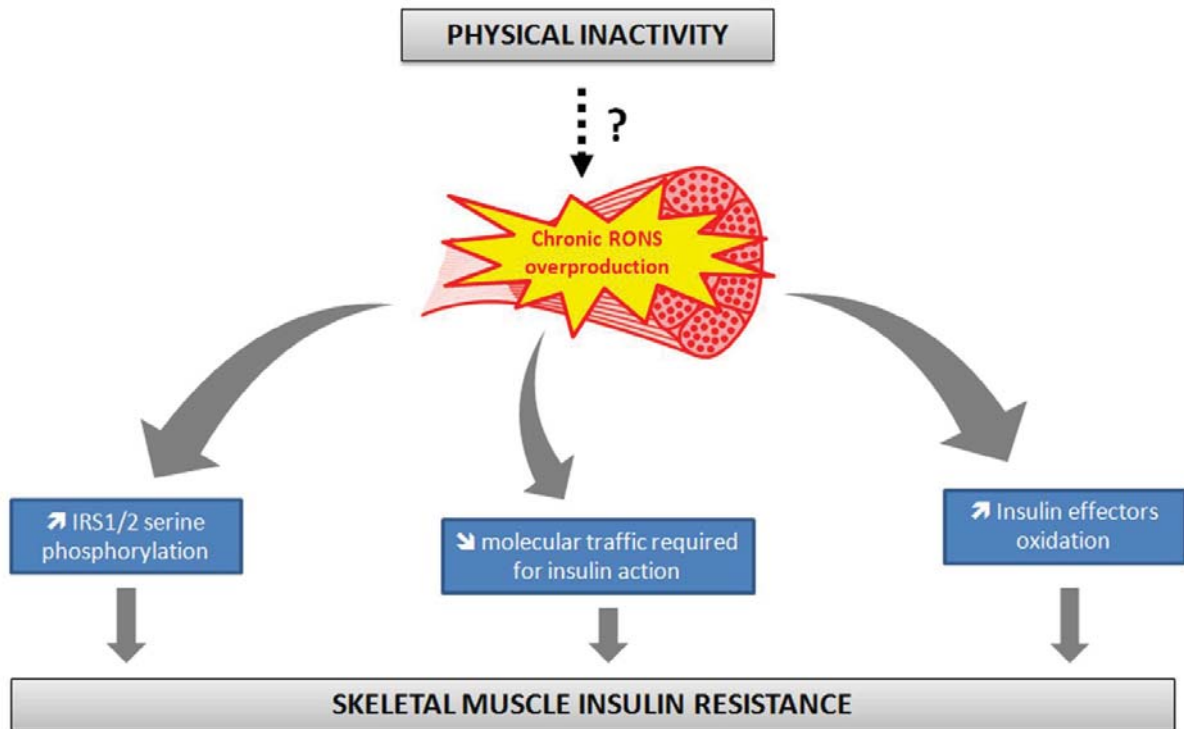 PHYSICAL INACTIVITY
?
Chronic RONS
overproduction
↗ IRS1/2 serine
phosphorylation
↘ molecular traffic required
for insulin action
↗ Insulin effectors
oxidation
SKELETAL MUSCLE INSULIN RESISTANCE